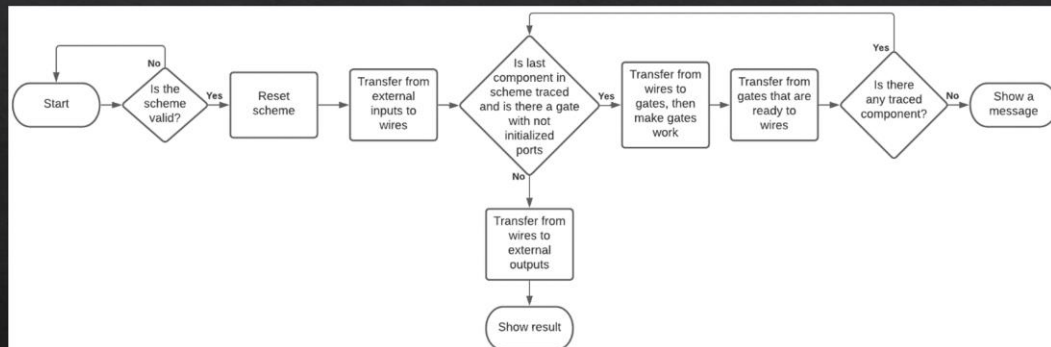 Start
No
Is the
scheme
valid?
Yes
Reset
scheme
Transfer from
external
inputs to
wires
Is last
component in
scheme traced
and is there a gate
with not
initialized
ports
Yes
No
Transfer from
wires to
gates, then
make gates
work
Transfer from
gates that are
ready to
wires
Yes
Is there
any traced
component?
No
Show a
message
Transfer from
wires to
external
outputs
Show result